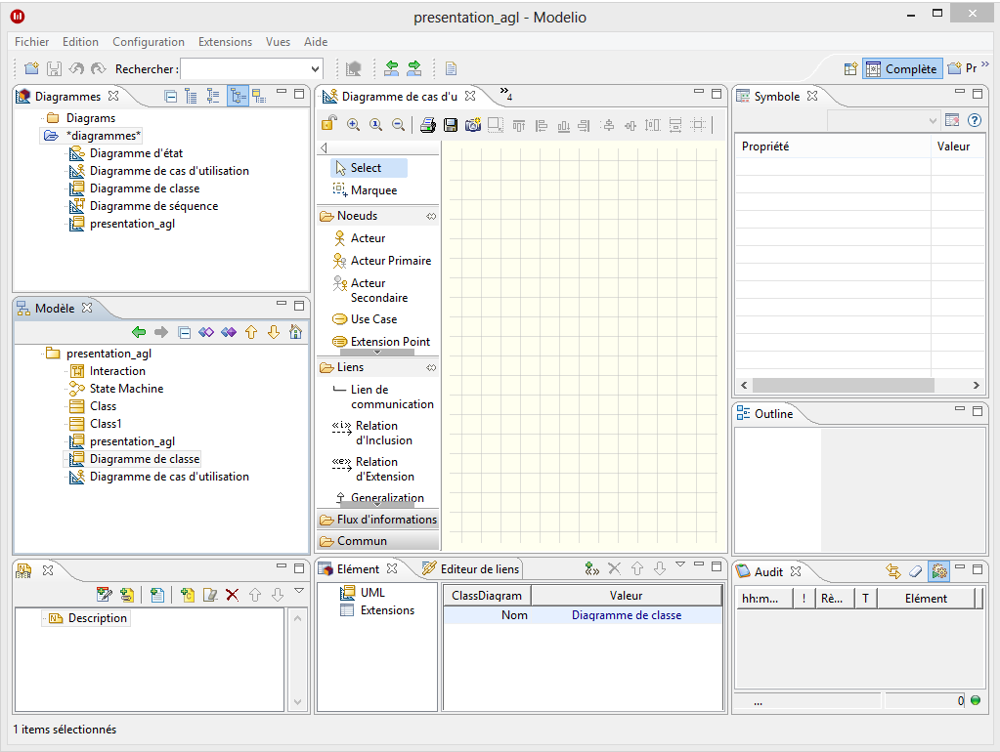 presentation_agl - Modelio
Fichier Edition Configuration Extensions Vues Aide
Rechercher :
Complète
Pr
Diagrammes
Diagrams
*diagrammes*
Diagramme d'état
Diagramme de cas d'utilisation
Diagramme de classe
Diagramme de séquence
presentation_agl
Modèle
presentation_agl
Interaction
State Machine
Class
Class1
presentation_agl
Diagramme de classe
Diagramme de cas d'utilisation
Description
1 items sélectionnés
Diagramme de cas d'u
»4
Select
Marquee
Noeuds
Acteur
Acteur Primaire
Acteur
Secondaire
Use Case
Extension Point
Liens
Lien de
communication
«i» Relation
d'Inclusion
«e» Relation
d'Extension
Generalization
Flux d'informations
Commun
Elément
Editeur de liens
UML
Extensions
ClassDiagram Valeur
Nom Diagramme de classe
Symbole
Propriété Valeur
Outline
Audit
hh:m... ! Rè... T Elément
... 0